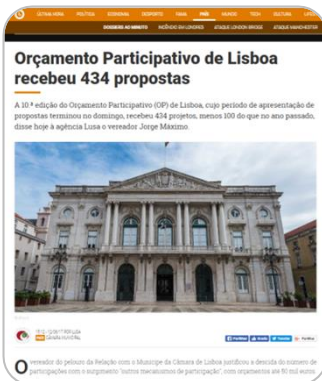 ÚLTIMA HORA POLÍTICA ECONOMIA DESPORTO FAMA PAÍS MUNDO TECH CULTURA
DOSSIERS AO MINUTO INCÊNDIO EM LONDRES ATAQUE LONDON BRIDGE ATAQUE MANCHESTER
Orçamento Participativo de Lisboa
recebeu 434 propostas
A 10.ª edição do Orçamento Participativo (OP) de Lisboa, cujo período de apresentação de
propostas terminou no domingo, recebeu 434 projetos, menos 100 do que no ano passado,
disse hoje à agência Lusa o vereador Jorge Máximo.
O vereador do pelouro da Relação com o Munícipe da Câmara de Lisboa justificou a descida do número de
participações com o surgimento "outros mecanismos de participação", com orçamentos até 50 mil euros